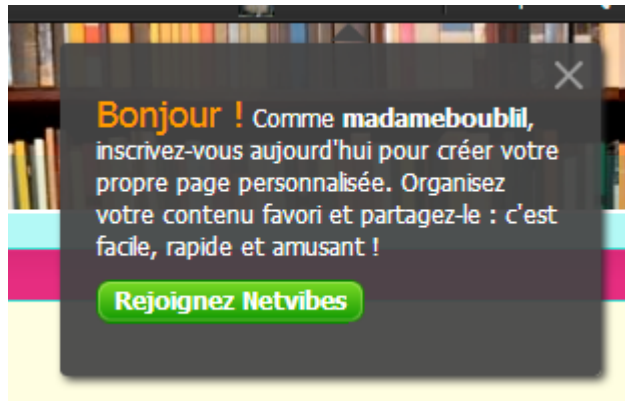 Bonjour ! Comme madameboublil,
inscrivez-vous aujourd'hui pour créer votre
propre page personnalisée. Organisez
votre contenu favori et partagez-le : c'est
facile, rapide et amusant !
Rejoignez Netvibes